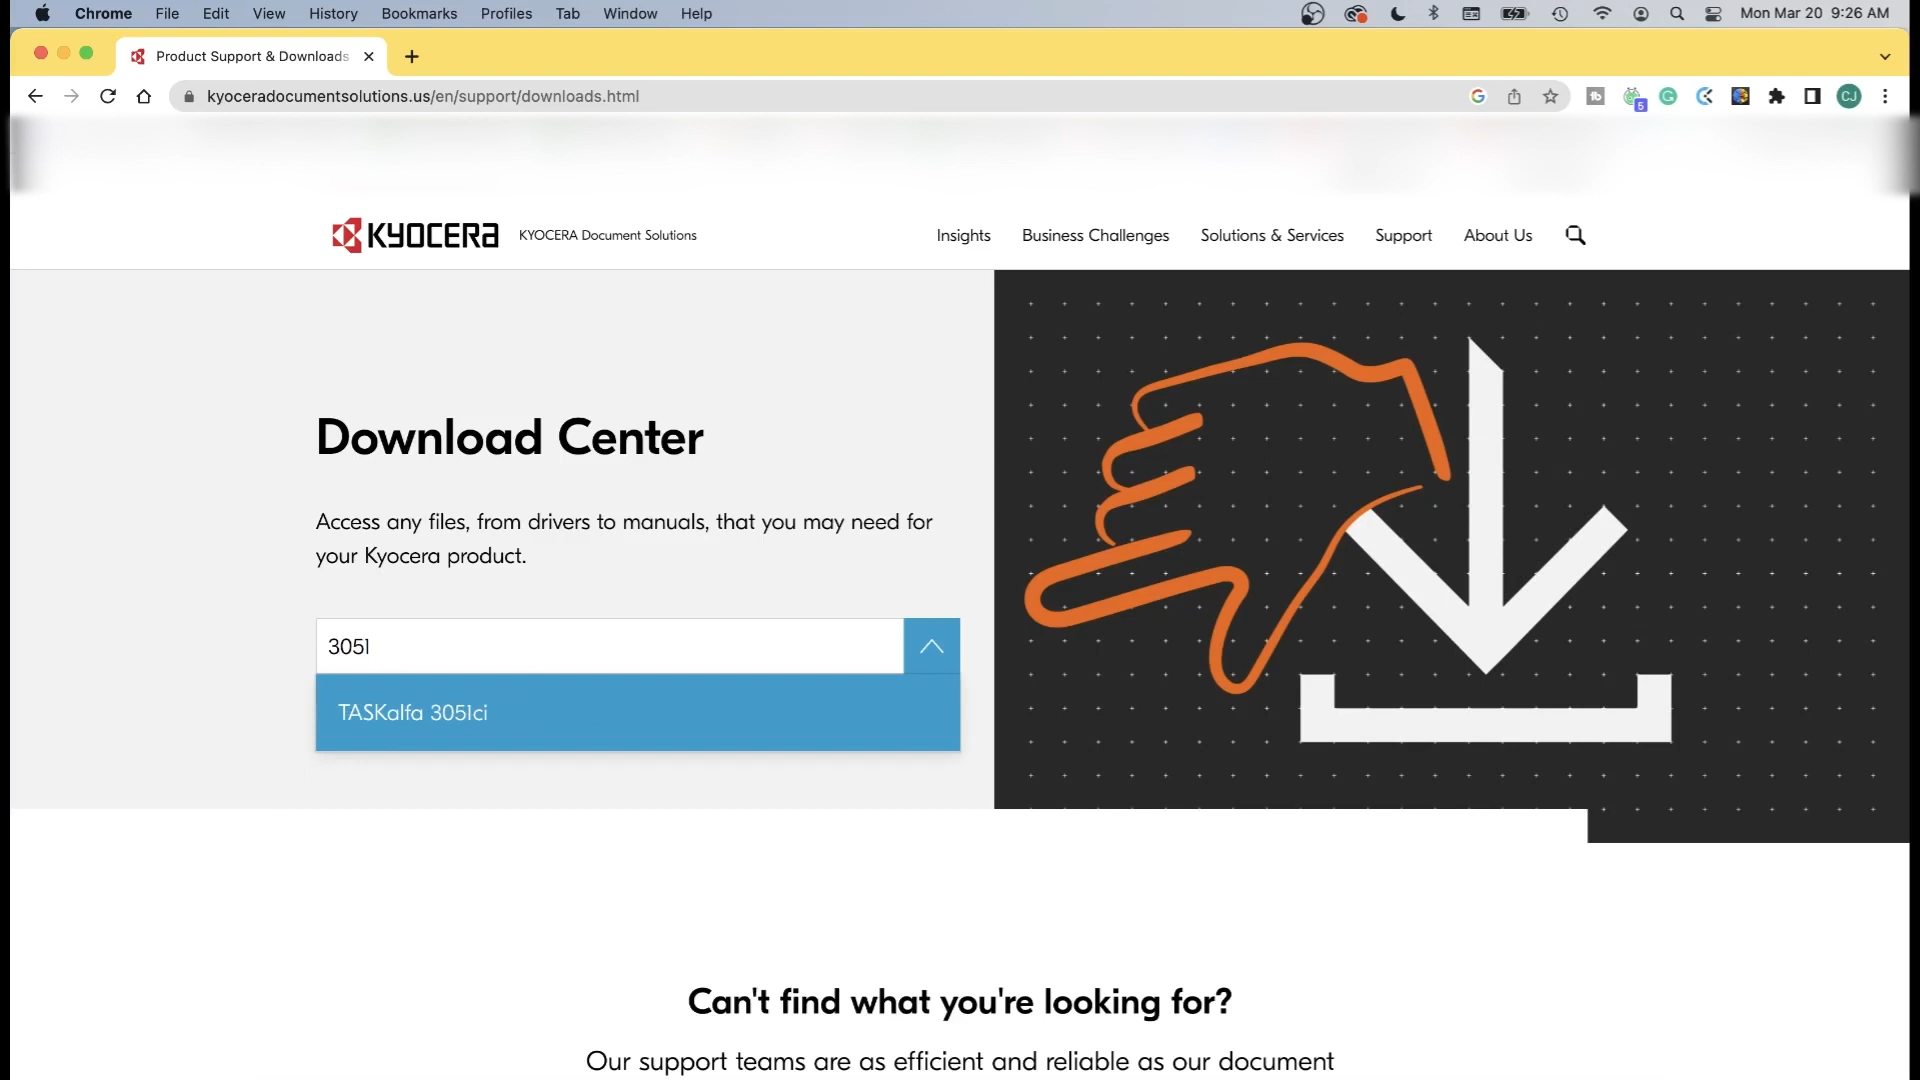 Chrome File Edit View History Bookmarks Profiles Tab Window Help Mon Mar 20 9:26 AM
Product Support & Downloads
kyoceradocumentsolutions.us/en/support/downloads.html
5
CJ
KYOCERA KYOCERA Document Solutions Insights Business Challenges Solutions & Services Support About Us
Download Center
Access any files, from drivers to manuals, that you may need for
your Kyocera product.
3051
TASKalfa 3051ci
Can't find what you're looking for?
Our support teams are as efficient and reliable as our document